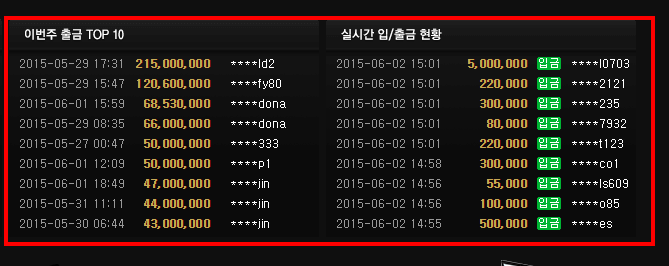 이번주 출금 TOP 10
2015-05-29 17:31 215,000,000 ****ld2
2015-05-29 15:47 120,600,000 ****fy80
2015-06-01 15:59 68,530,000 ****dona
2015-05-29 08:35 66,000,000 ****dona
2015-05-27 00:47 50,000,000 ****333
2015-06-01 12:09 50,000,000 ****p1
2015-06-01 18:49 47,000,000 ****jin
2015-05-31 11:11 44,000,000 ****jin
2015-05-30 06:44 43,000,000 ****jin
실시간 입/출금 현황
2015-06-02 15:01 5,000,000 입금 ****l0703
2015-06-02 15:01 220,000 입금 ****2121
2015-06-02 15:01 300,000 입금 ****235
2015-06-02 15:01 80,000 입금 ****7932
2015-06-02 15:01 220,000 입금 ****t123
2015-06-02 14:58 300,000 입금 ****co1
2015-06-02 14:56 55,000 입금 ****ls609
2015-06-02 14:56 100,000 입금 ****o85
2015-06-02 14:55 500,000 입금 ****es